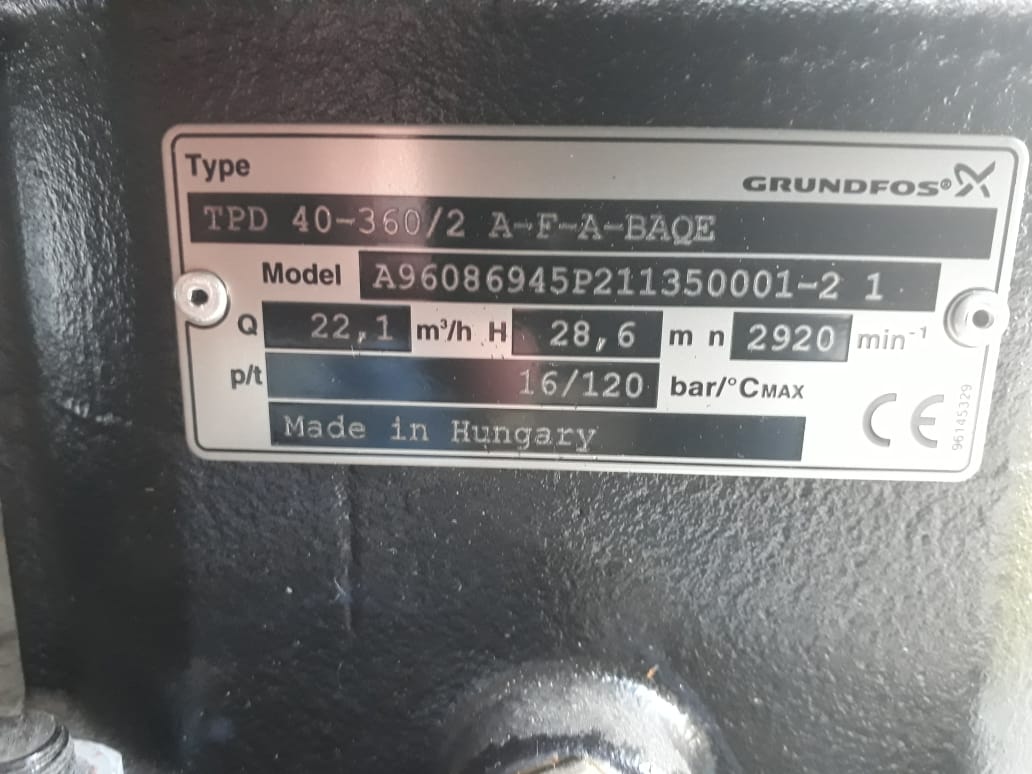 Type
GRUNDFOS®
TPD 40-360/2 A-F-A-BAQE
Model A96086945P211350001-2 1
Q 22,1 m³/h H 28,6 m n 2920 min⁻¹
p/t 16/120 bar/°CMAX
Made in Hungary
CE
96145329